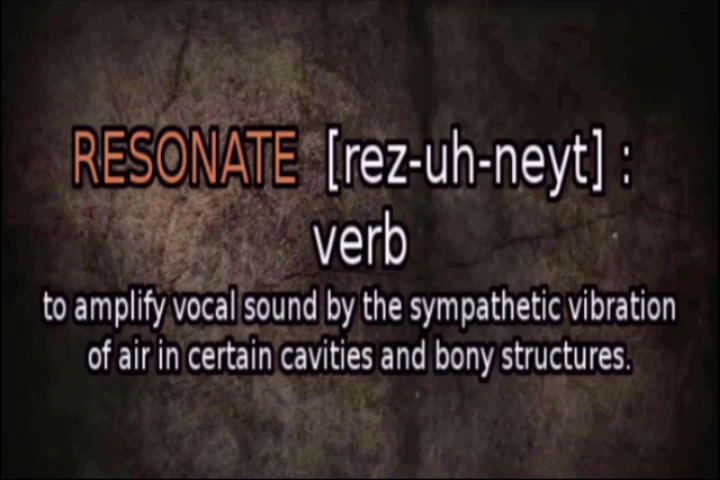 RESONATE [rez-uh-neyt] :
verb
to amplify vocal sound by the sympathetic vibration
of air in certain cavities and bony structures.